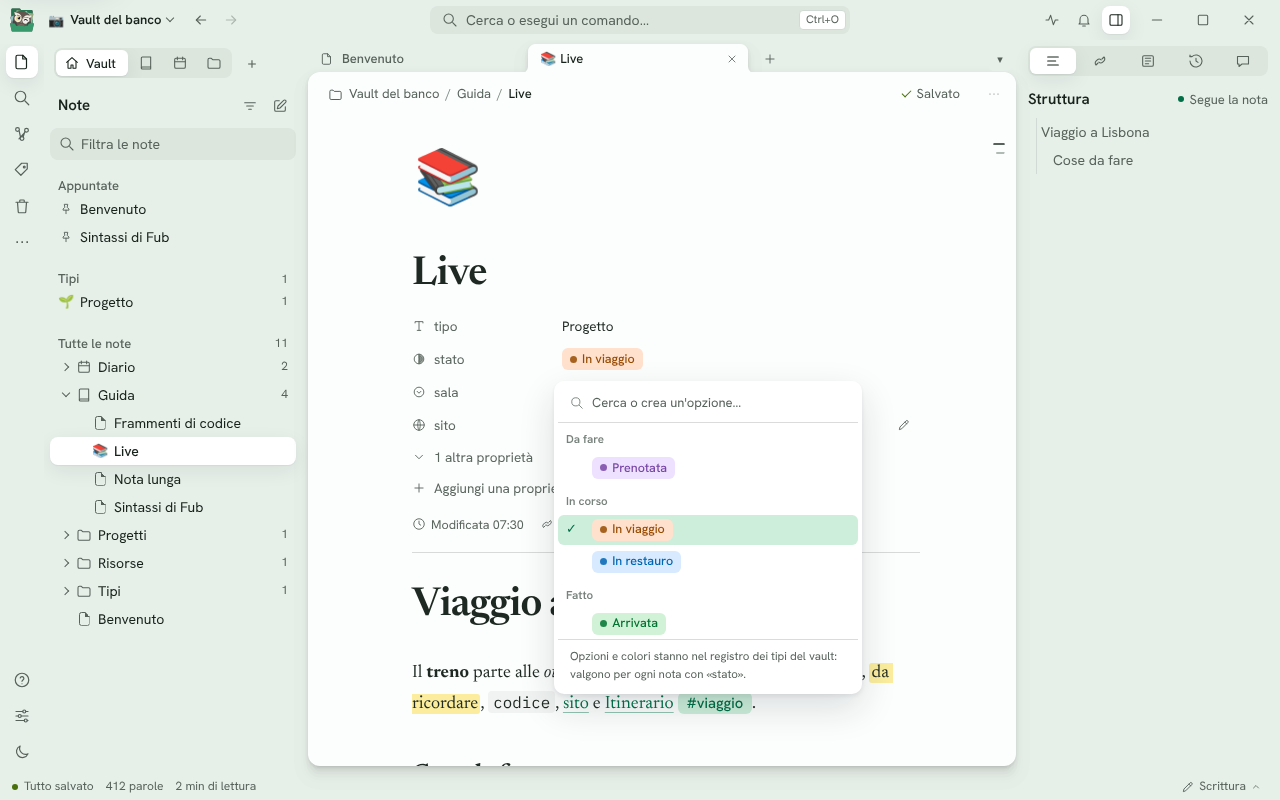 Vault del banco
Cerca o esegui un comando…
Ctrl+O
Vault
Benvenuto
Live
Note
Filtra le note
Appuntate
Benvenuto
Sintassi di Fub
Tipi 1
Progetto 1
Tutte le note 11
Diario 2
Guida 4
Frammenti di codice
Live
Nota lunga
Sintassi di Fub
Progetti 1
Risorse 1
Tipi 1
Benvenuto
Vault del banco / Guida / Live
Salvato
Live
tipo Progetto
stato In viaggio
sala
sito
1 altra proprietà
Aggiungi una proprie
Modificata 07:30
Cerca o crea un'opzione…
Da fare
Prenotata
In corso
In viaggio
In restauro
Fatto
Arrivata
Opzioni e colori stanno nel registro dei tipi del vault:
valgono per ogni nota con «stato».
Viaggio a
Il treno parte alle , da
ricordare, codice, sito e Itinerario #viaggio.
Struttura
Segue la nota
Viaggio a Lisbona
Cose da fare
Tutto salvato 412 parole 2 min di lettura
Scrittura